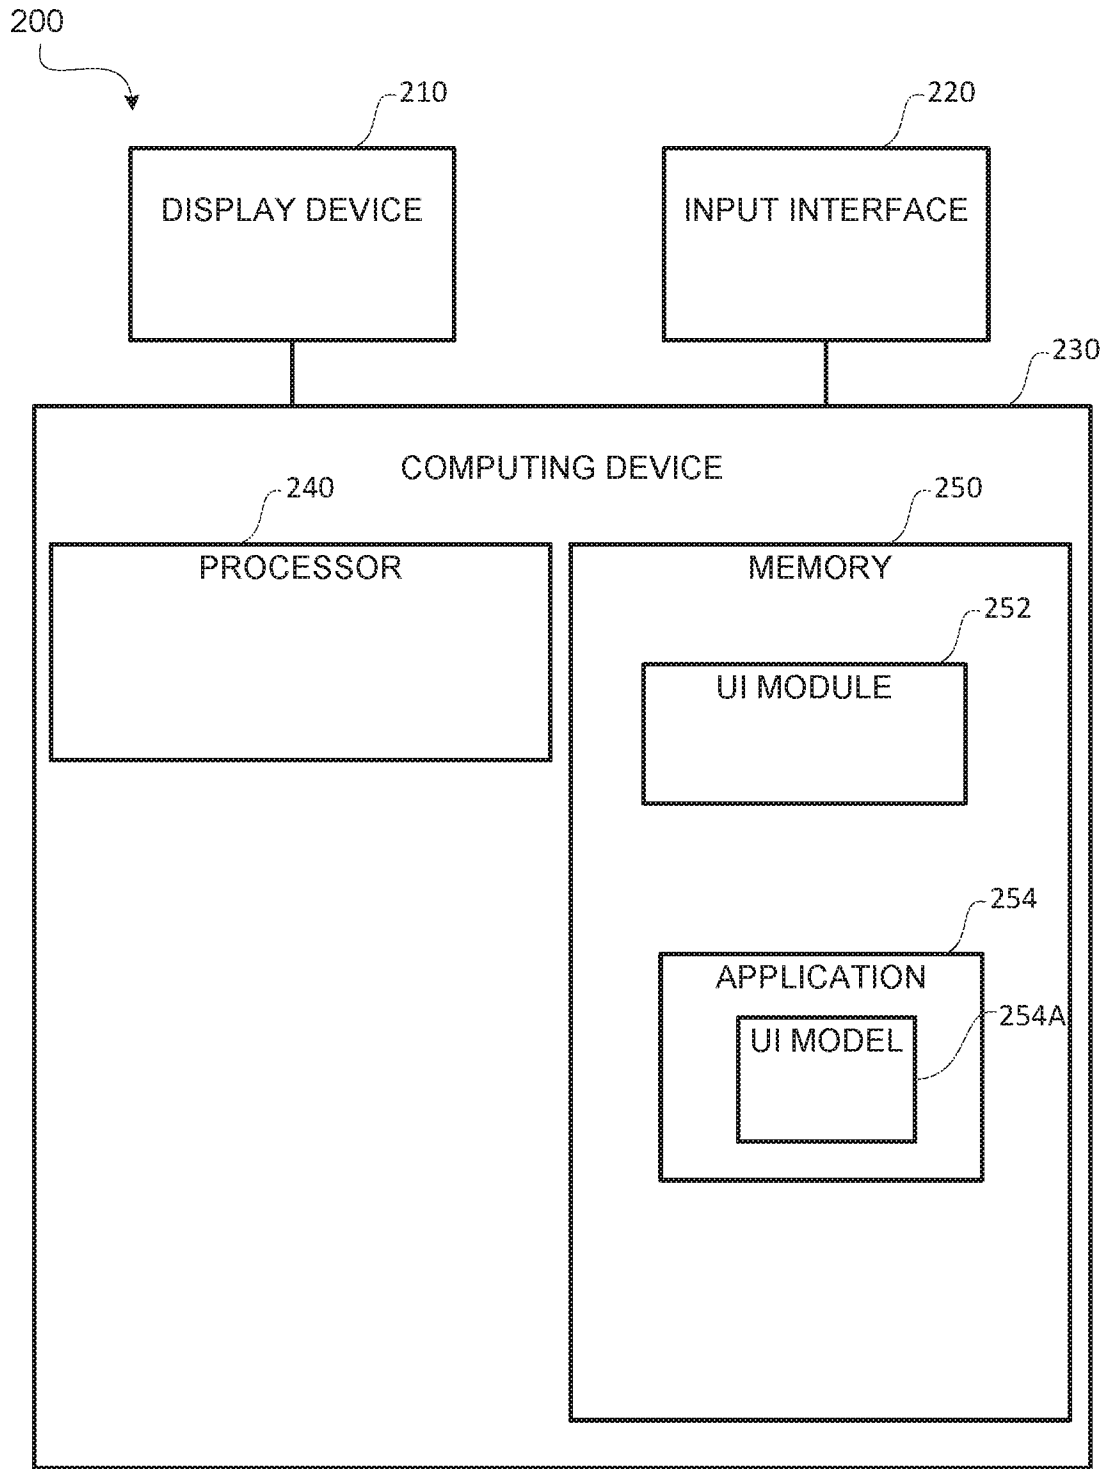 200
210
220
DISPLAY DEVICE
INPUT INTERFACE
230
COMPUTING DEVICE
240
250
PROCESSOR
MEMORY
252
UI MODULE
254
APPLICATION
254A
UI MODEL